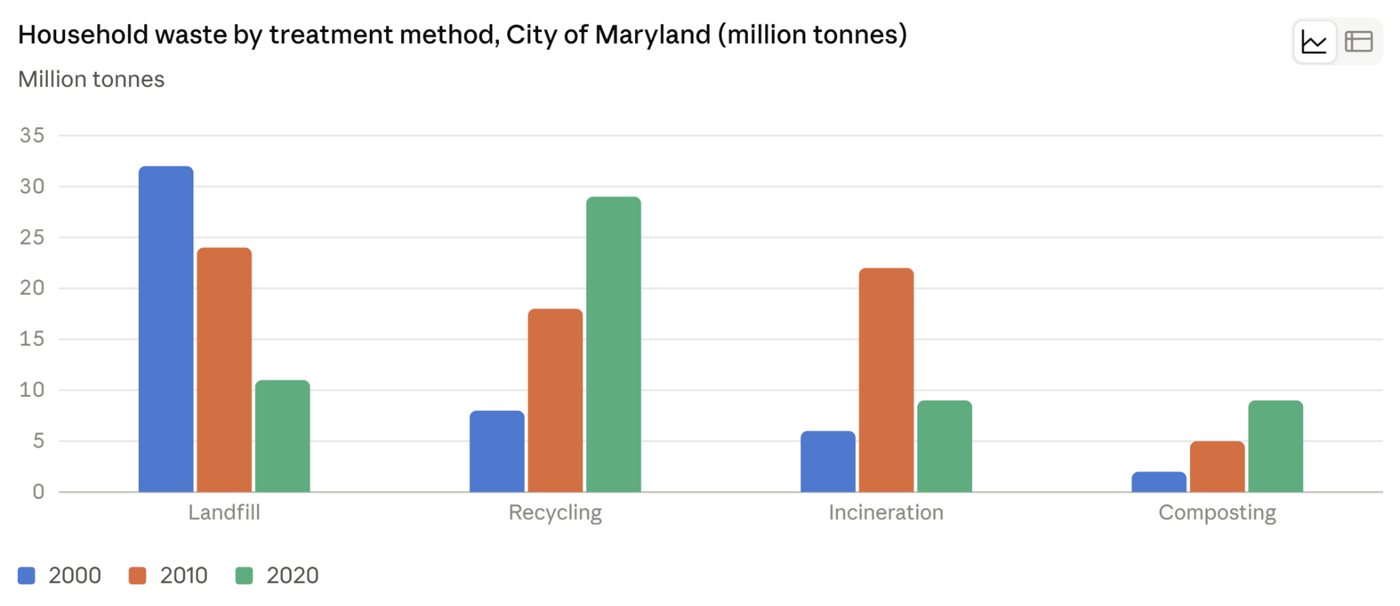 Household waste by treatment method, City of Maryland (million tonnes)
Million tonnes
35
30
25
20
15
10
5
0
Landfill Recycling Incineration Composting
2000 2010 2020